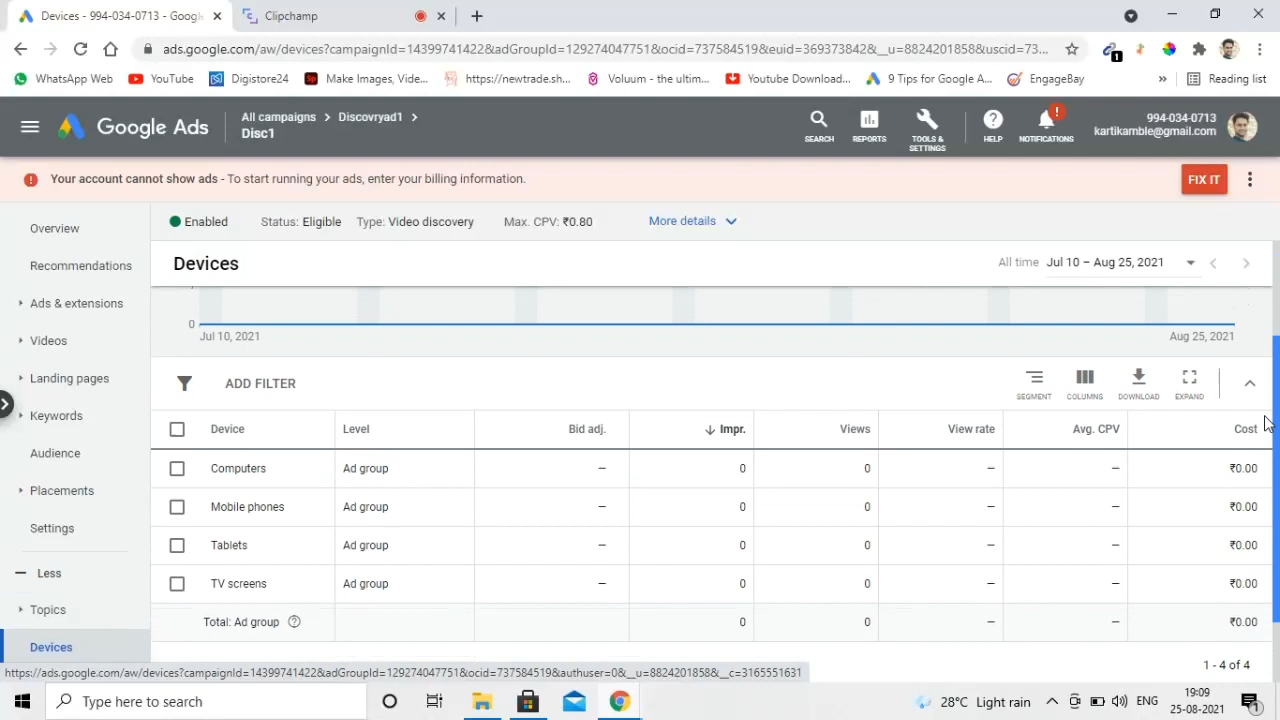 Devices - 994-034-0713 - Goog
Clipchamp
ads.google.com/aw/devices?campaignId=14399741422&adGroupId=129274047751&ocid=737584519&euid=369373842&__u=8824201858&uscid=73...
1
WhatsApp Web
YouTube
Digistore24
Make Images, Vide...
https://newtrade.sh...
Voluum - the ultim...
Youtube Download...
9 Tips for Google A...
EngageBay
»
Reading list
Google Ads
All campaigns > Discovryad1 >
Disc1
SEARCH
REPORTS
TOOLS &
SETTINGS
HELP
NOTIFICATIONS
994-034-0713
kartikamble@gmail.com
Your account cannot show ads - To start running your ads, enter your billing information.
FIX IT
Enabled Status: Eligible Type: Video discovery Max. CPV: ₹0.80 More details
Overview
Recommendations
Ads & extensions
Videos
Landing pages
Keywords
Audience
Placements
Settings
Less
Topics
Devices
Devices
All time Jul 10 – Aug 25, 2021
0
Jul 10, 2021
Aug 25, 2021
ADD FILTER
SEGMENT
COLUMNS
DOWNLOAD
EXPAND
Device Level Bid adj. Impr. Views View rate Avg. CPV Cost
Computers Ad group – 0 0 – – ₹0.00
Mobile phones Ad group – 0 0 – – ₹0.00
Tablets Ad group – 0 0 – – ₹0.00
TV screens Ad group – 0 0 – – ₹0.00
Total: Ad group 0 0 – – ₹0.00
1 - 4 of 4
https://ads.google.com/aw/devices?campaignId=14399741422&adGroupId=129274047751&ocid=737584519&authuser=0&__u=8824201858&__c=3165551631
Type here to search
28°C Light rain
ENG
19:09
25-08-2021
1